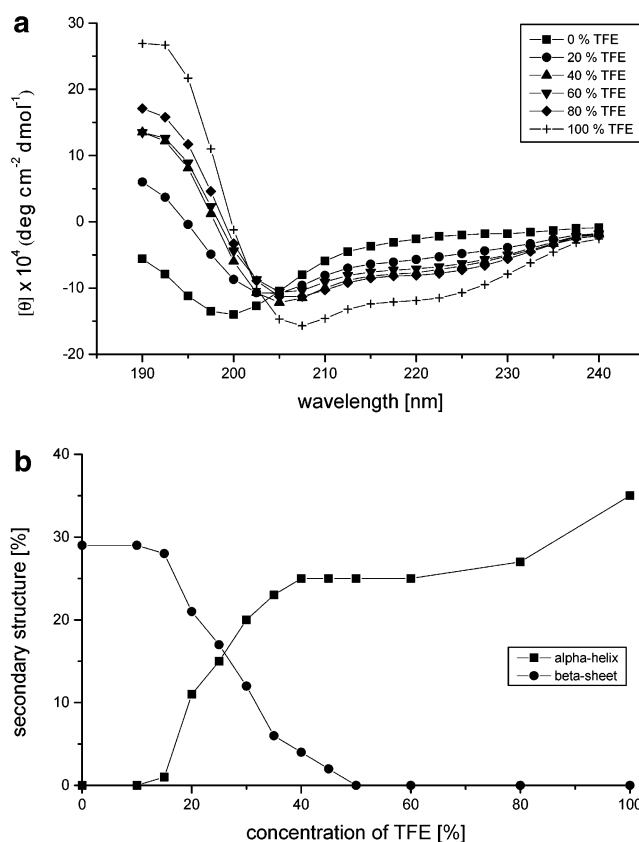 a
30
20
10
0
-10
-20
[θ] x 10⁴ (deg cm⁻² dmol⁻¹)
0 % TFE
20 % TFE
40 % TFE
60 % TFE
80 % TFE
100 % TFE
190 200 210 220 230 240
wavelength [nm]
b
40
30
20
10
0
secondary structure [%]
alpha-helix
beta-sheet
0 20 40 60 80 100
concentration of TFE [%]